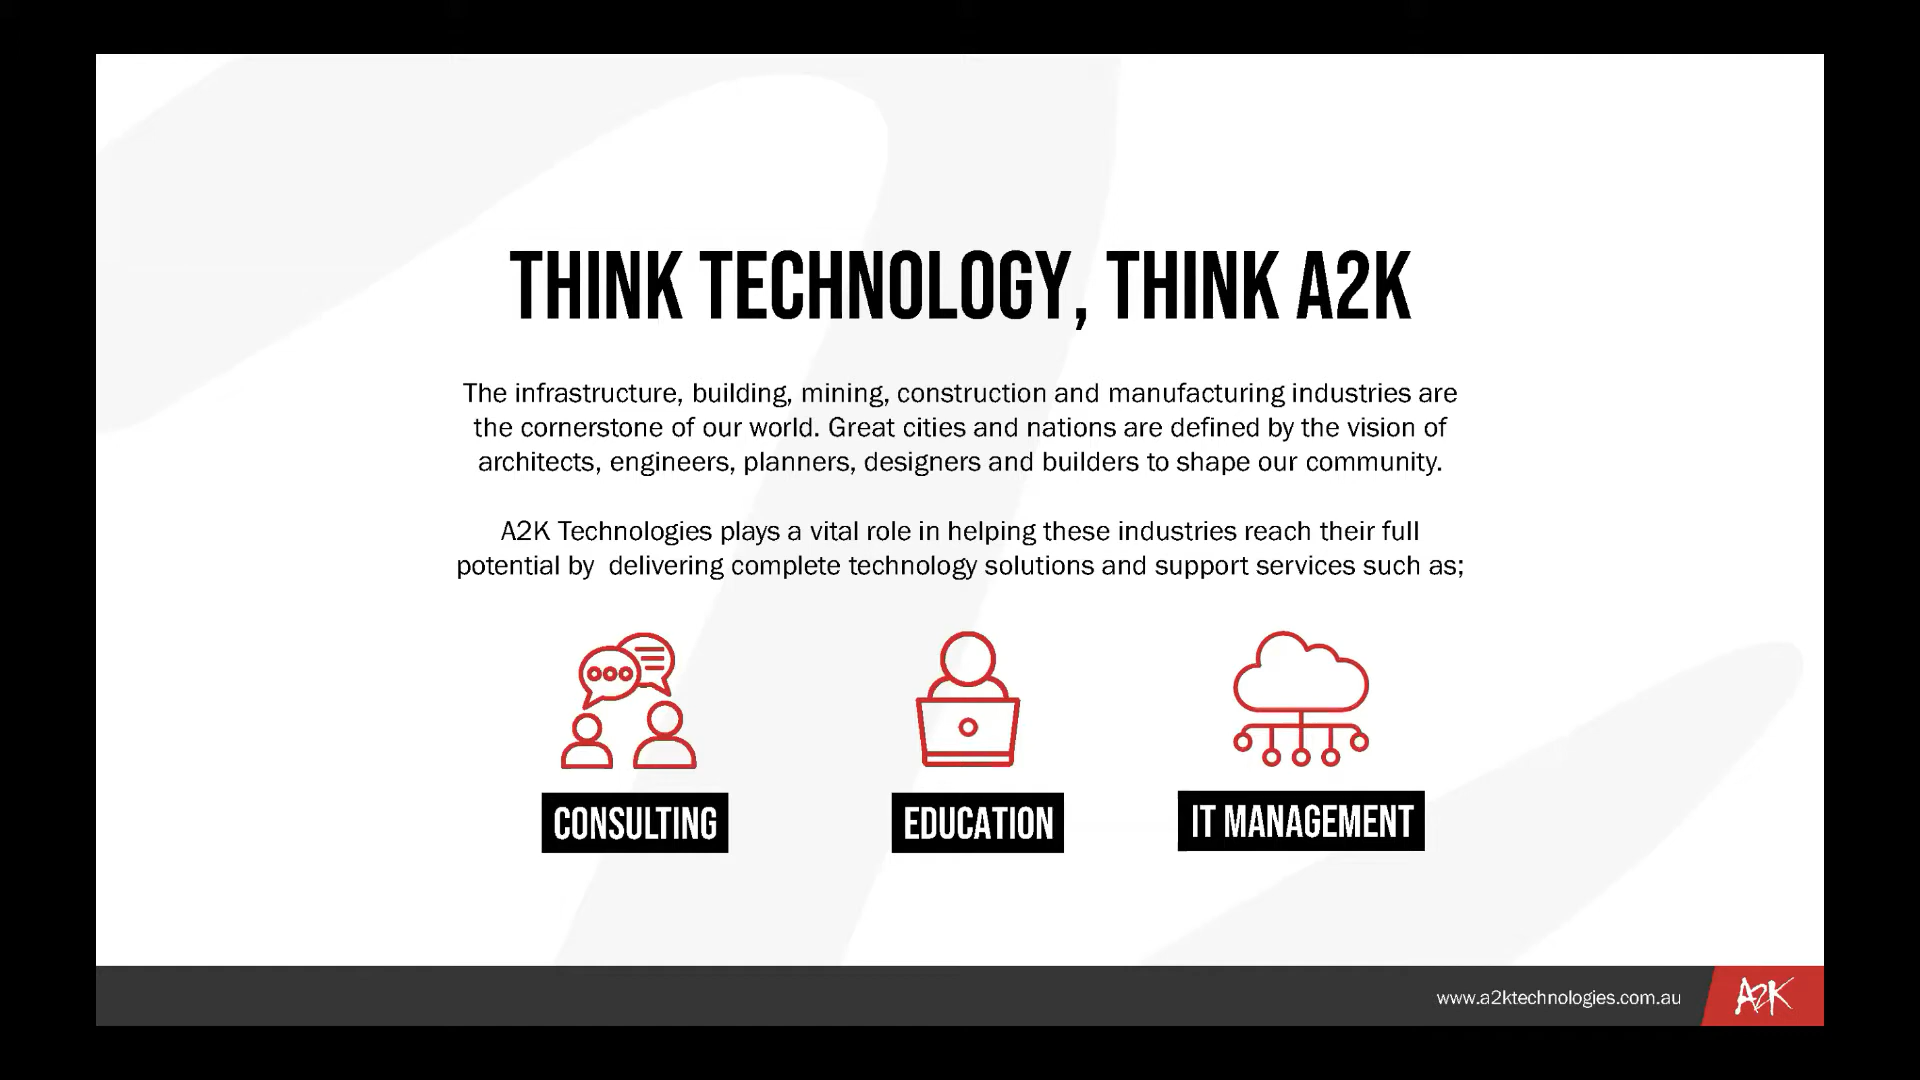 THINK TECHNOLOGY, THINK A2K
The infrastructure, building, mining, construction and manufacturing industries are
the cornerstone of our world. Great cities and nations are defined by the vision of
architects, engineers, planners, designers and builders to shape our community.
A2K Technologies plays a vital role in helping these industries reach their full
potential by  delivering complete technology solutions and support services such as;
CONSULTING
EDUCATION
IT MANAGEMENT
www.a2ktechnologies.com.au
A2K